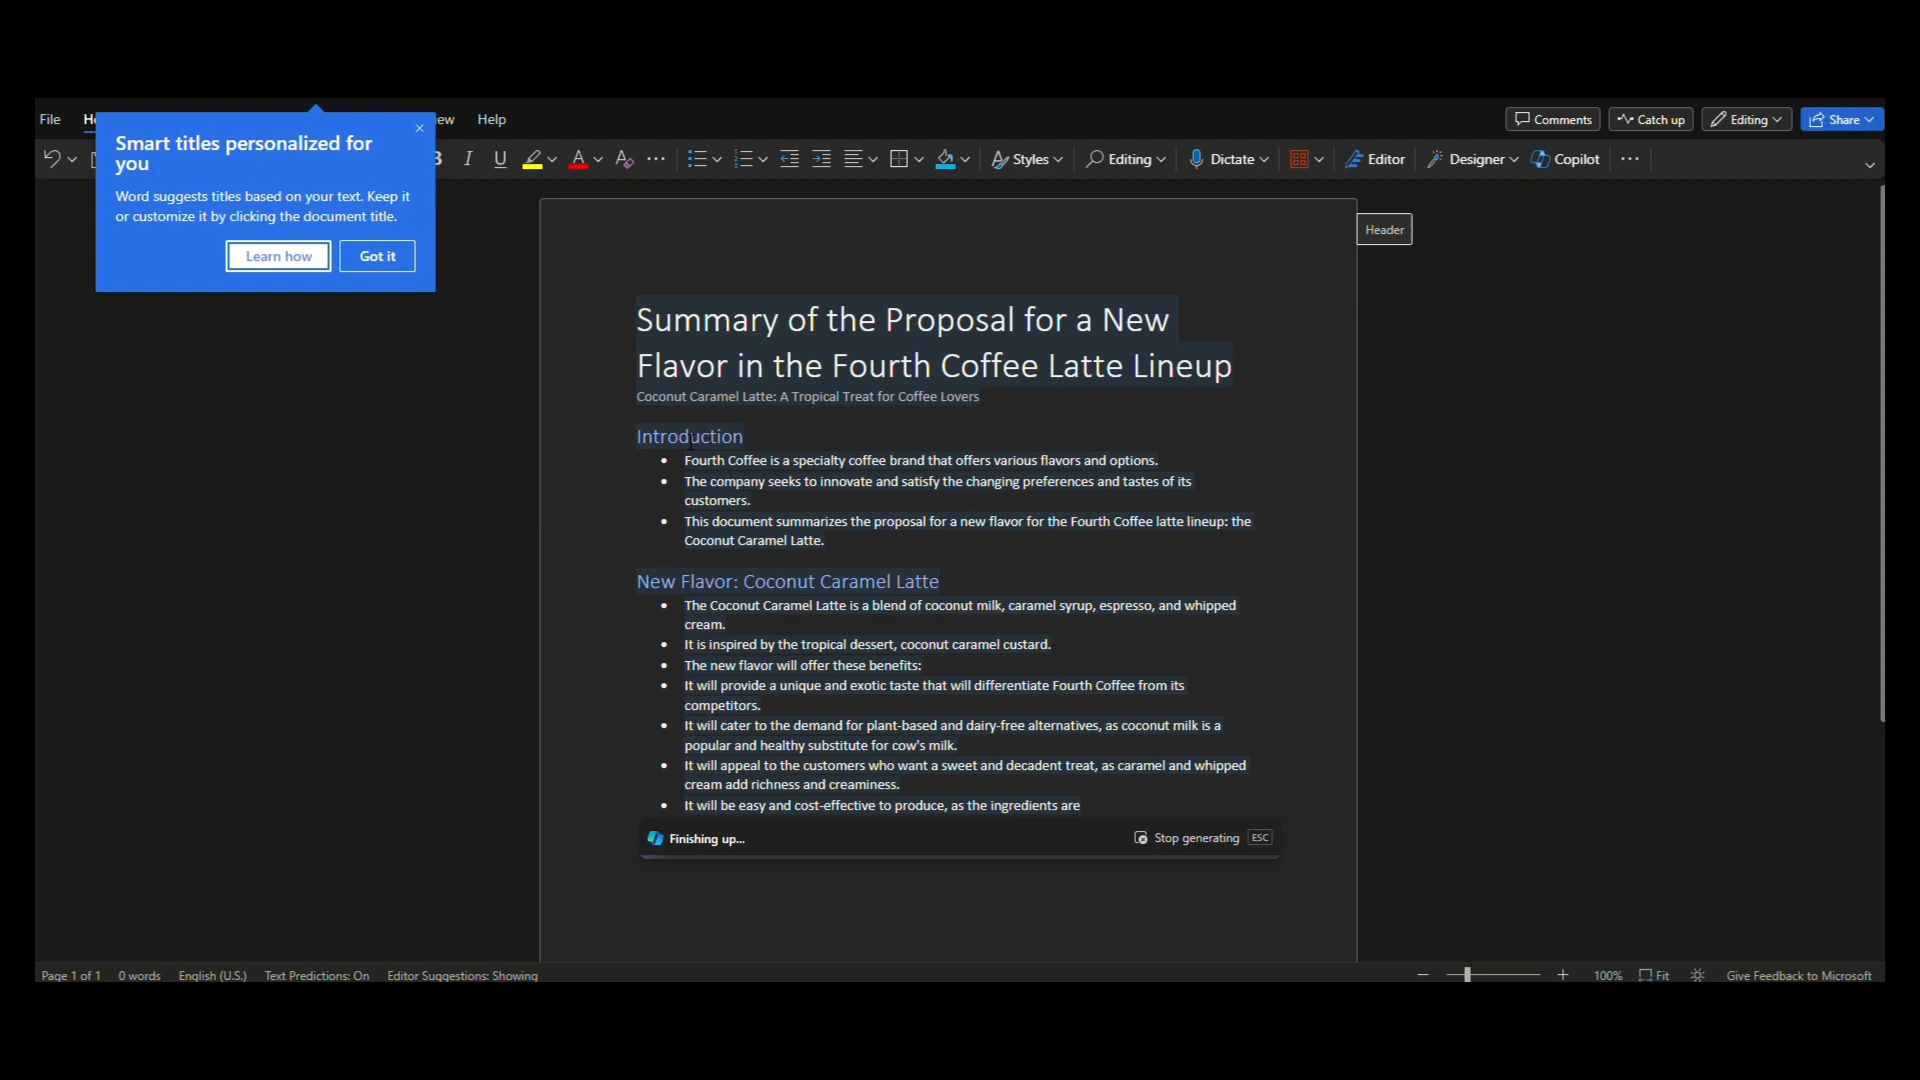 File
Help
Comments
Catch up
Editing
Share
Smart titles personalized for
you
Word suggests titles based on your text. Keep it
or customize it by clicking the document title.
Learn how
Got it
Styles
Editing
Dictate
Editor
Designer
Copilot
Header
Summary of the Proposal for a New
Flavor in the Fourth Coffee Latte Lineup
Coconut Caramel Latte: A Tropical Treat for Coffee Lovers
Introduction
• Fourth Coffee is a specialty coffee brand that offers various flavors and options.
• The company seeks to innovate and satisfy the changing preferences and tastes of its
customers.
• This document summarizes the proposal for a new flavor for the Fourth Coffee latte lineup: the
Coconut Caramel Latte.
New Flavor: Coconut Caramel Latte
• The Coconut Caramel Latte is a blend of coconut milk, caramel syrup, espresso, and whipped
cream.
• It is inspired by the tropical dessert, coconut caramel custard.
• The new flavor will offer these benefits:
• It will provide a unique and exotic taste that will differentiate Fourth Coffee from its
competitors.
• It will cater to the demand for plant-based and dairy-free alternatives, as coconut milk is a
popular and healthy substitute for cow's milk.
• It will appeal to the customers who want a sweet and decadent treat, as caramel and whipped
cream add richness and creaminess.
• It will be easy and cost-effective to produce, as the ingredients are
Finishing up...
Stop generating ESC
Page 1 of 1 0 words English (U.S.) Text Predictions: On Editor Suggestions: Showing
100% Fit Give Feedback to Microsoft